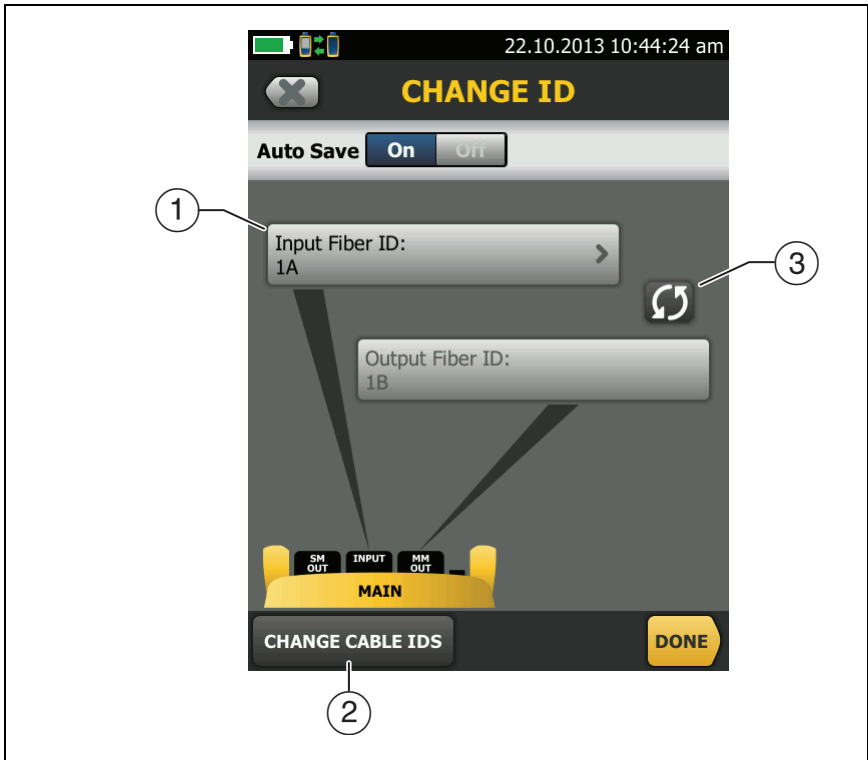 22.10.2013 10:44:24 am
CHANGE ID
Auto Save On Off
1
Input Fiber ID:
1A
3
Output Fiber ID:
1B
SM OUT
INPUT
MM OUT
MAIN
CHANGE CABLE IDS
DONE
2